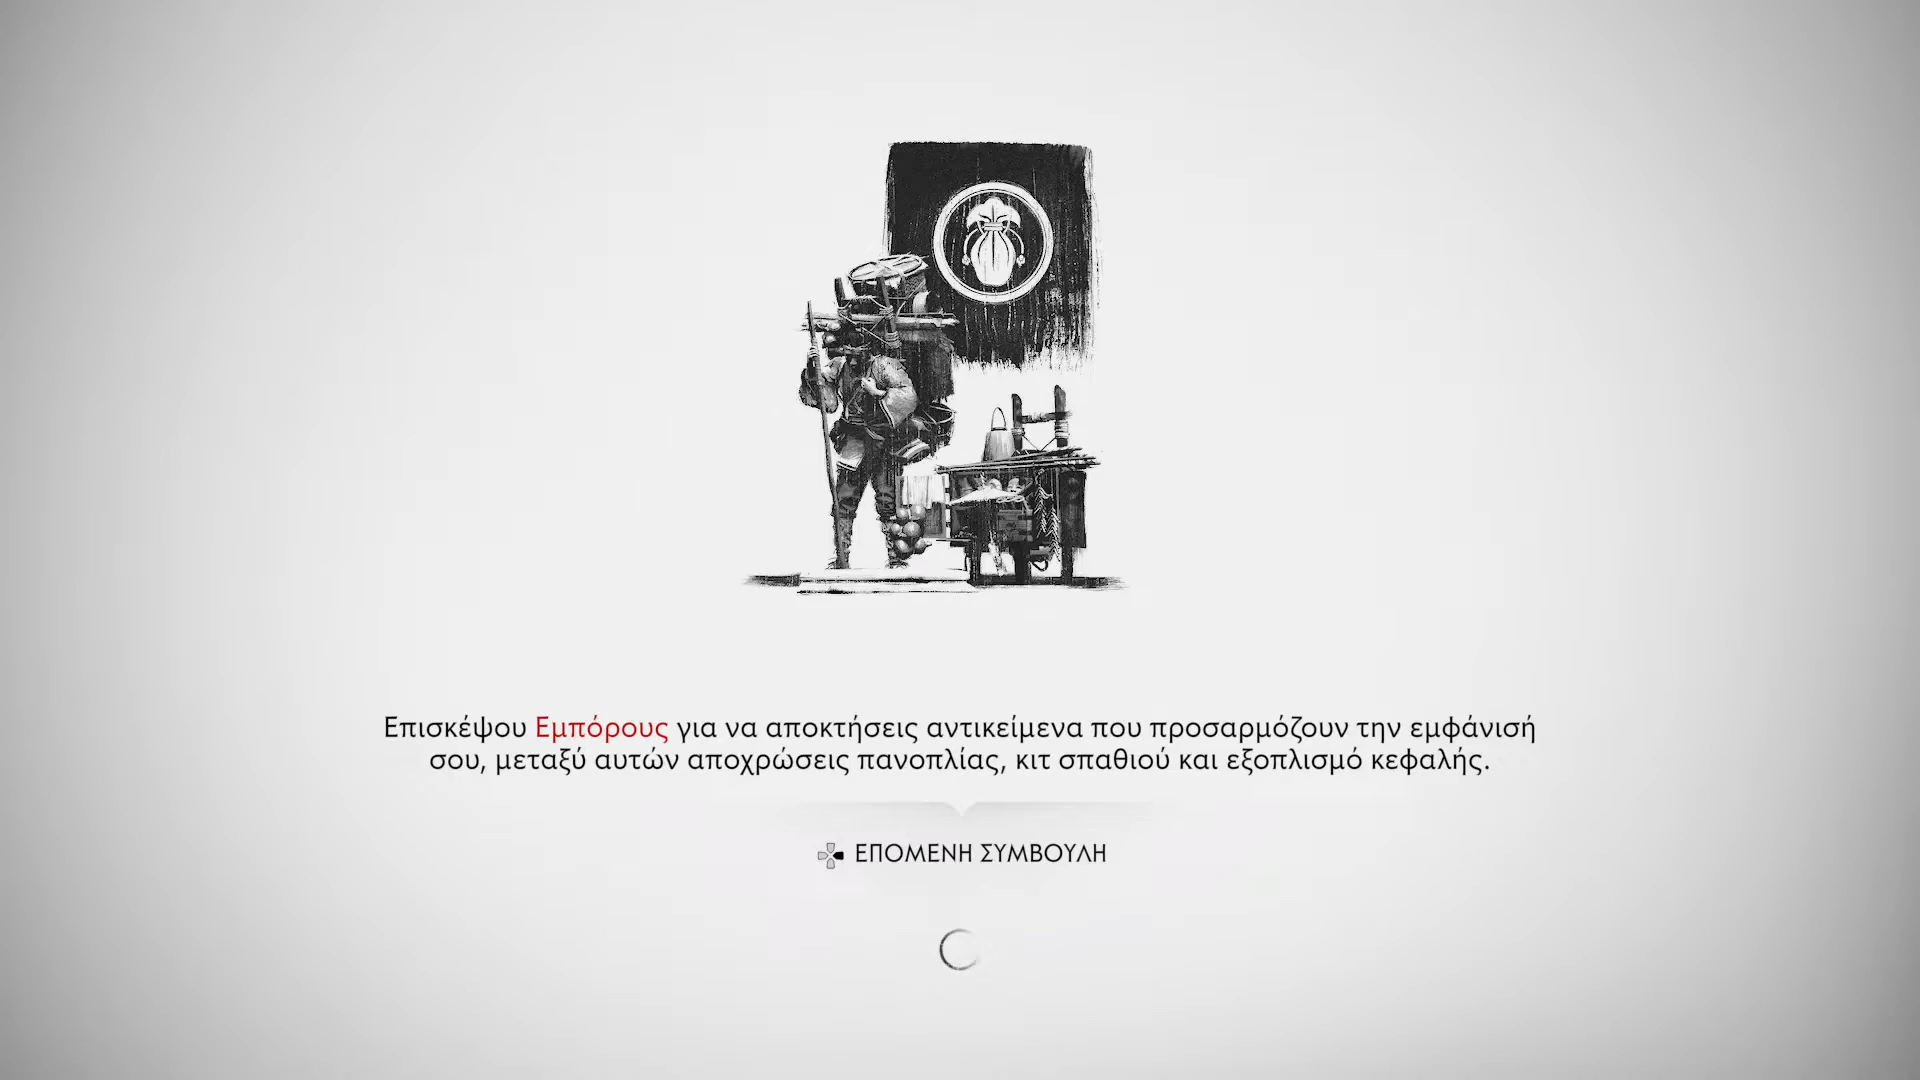 Επισκέψου Εμπόρους για να αποκτήσεις αντικείμενα που προσαρμόζουν την εμφάνισή
σου, μεταξύ αυτών αποχρώσεις πανοπλίας, κιτ σπαθιού και εξοπλισμό κεφαλής.
ΕΠΟΜΕΝΗ ΣΥΜΒΟΥΛΗ